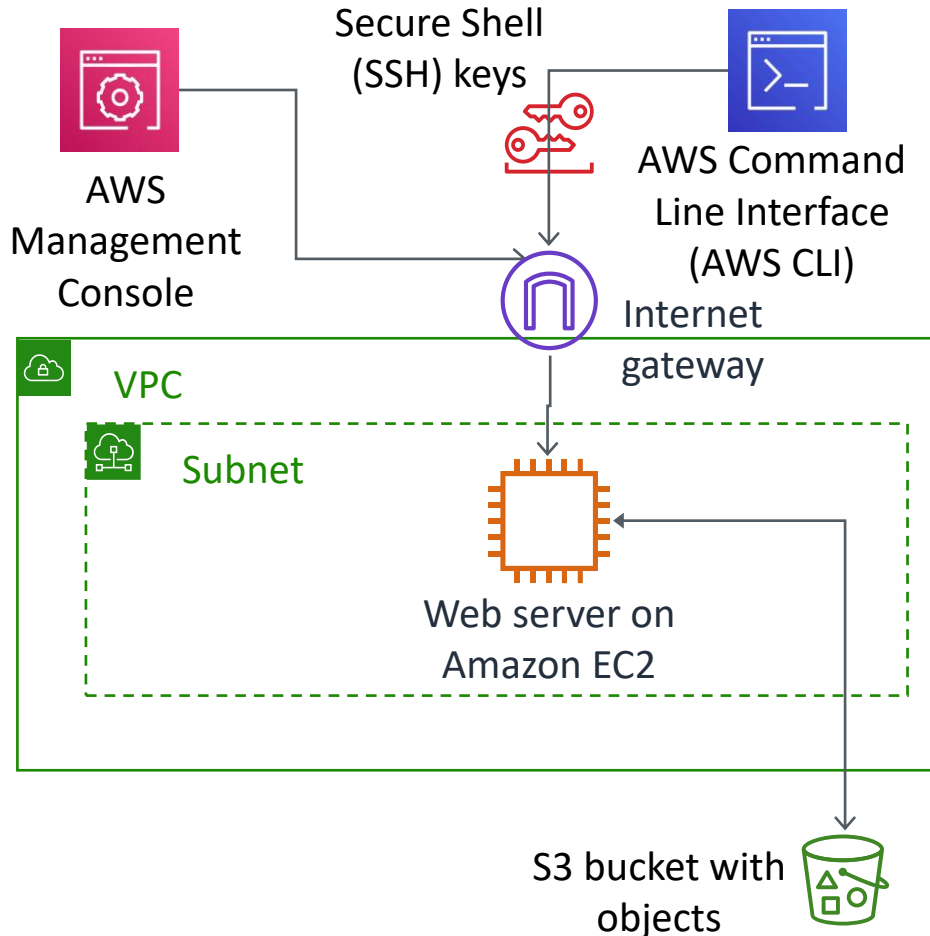 Secure Shell
(SSH) keys
AWS
Management
Console
AWS Command
Line Interface
(AWS CLI)
Internet
gateway
VPC
Subnet
Web server on
Amazon EC2
S3 bucket with
objects